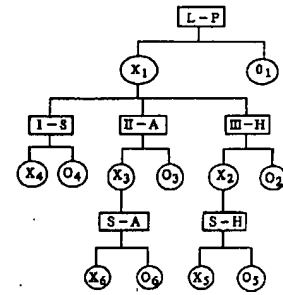 L-P
X1 O1
I-S II-A III-H
X4 O4 X3 O3 X2 O2
S-A S-H
X6 O6 X5 O5